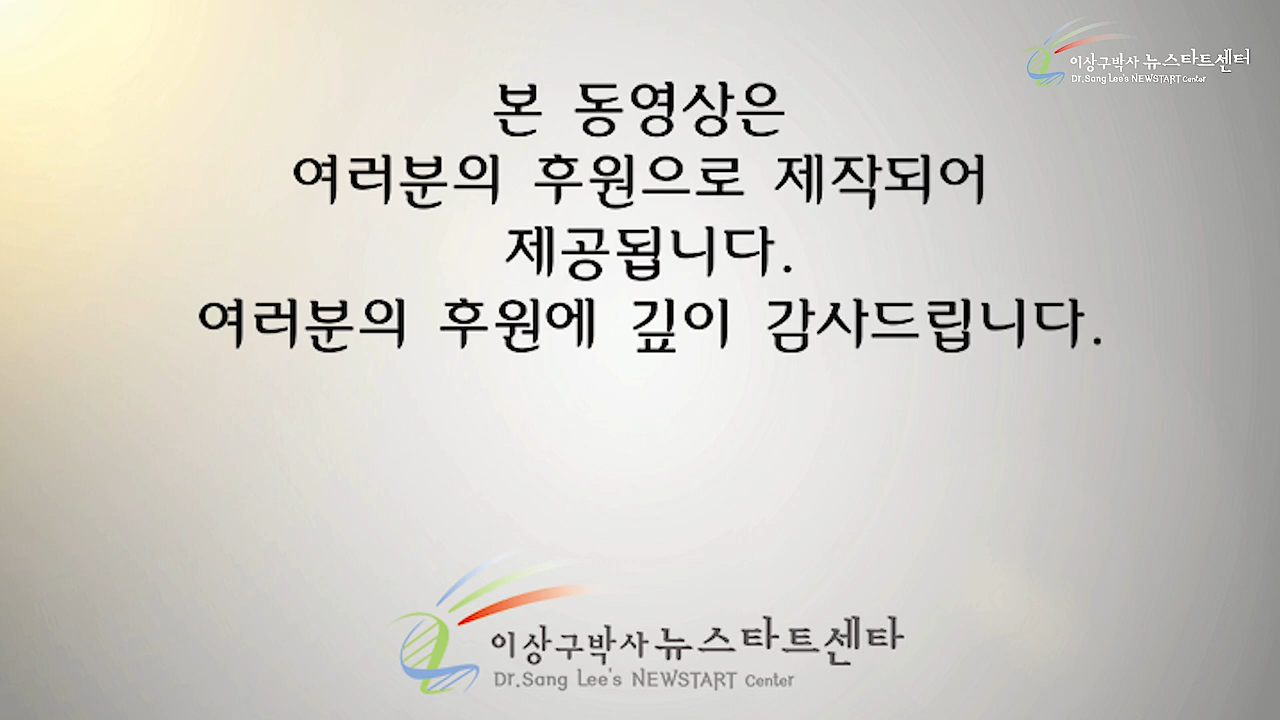 이상구박사 뉴스타트센터
Dr.Sang Lee's NEWSTART Center
본 동영상은
여러분의 후원으로 제작되어
제공됩니다.
여러분의 후원에 깊이 감사드립니다.
이상구박사 뉴스타트센타
Dr.Sang Lee's NEWSTART Center